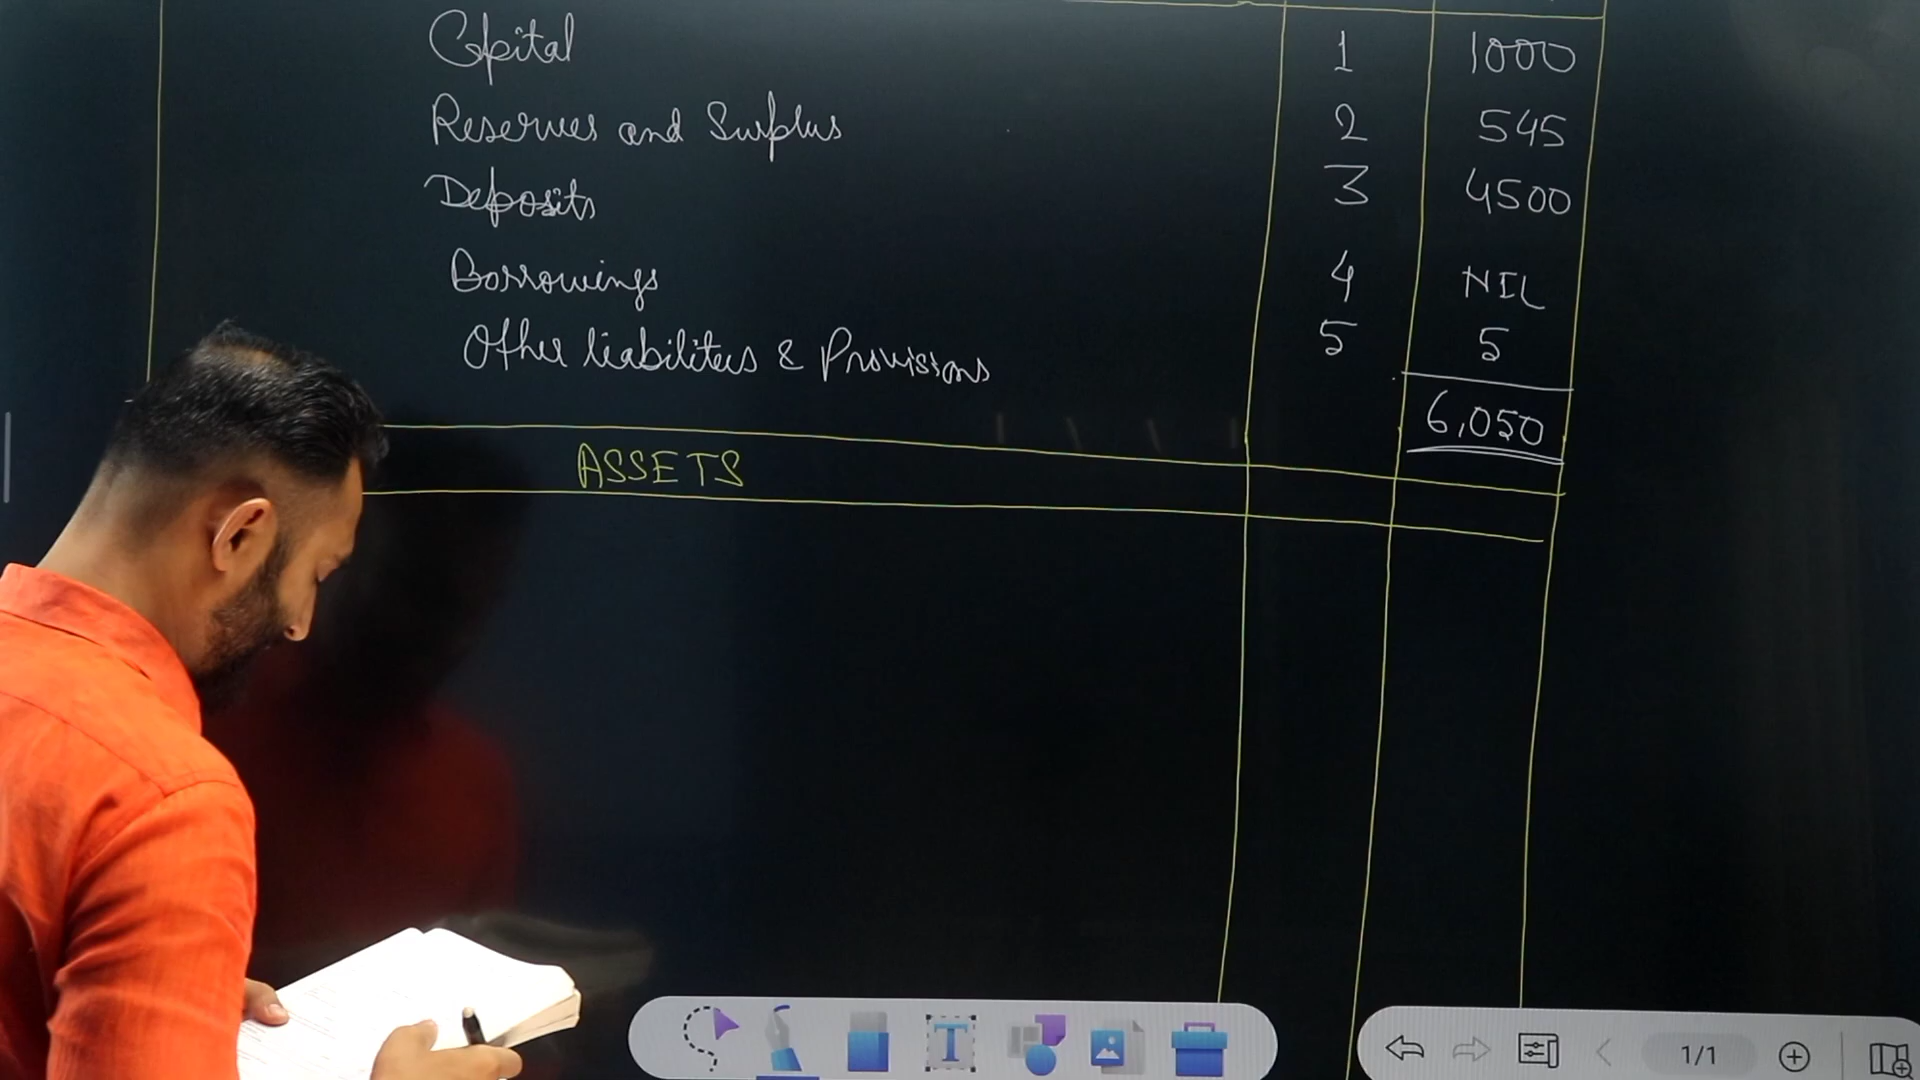 Capital 1 1000
Reserves and Surplus 2 545
Deposits 3 4500
Borrowings 4 NIL
Other liabilities & Provisions 5 5
6,050
ASSETS
T
1/1